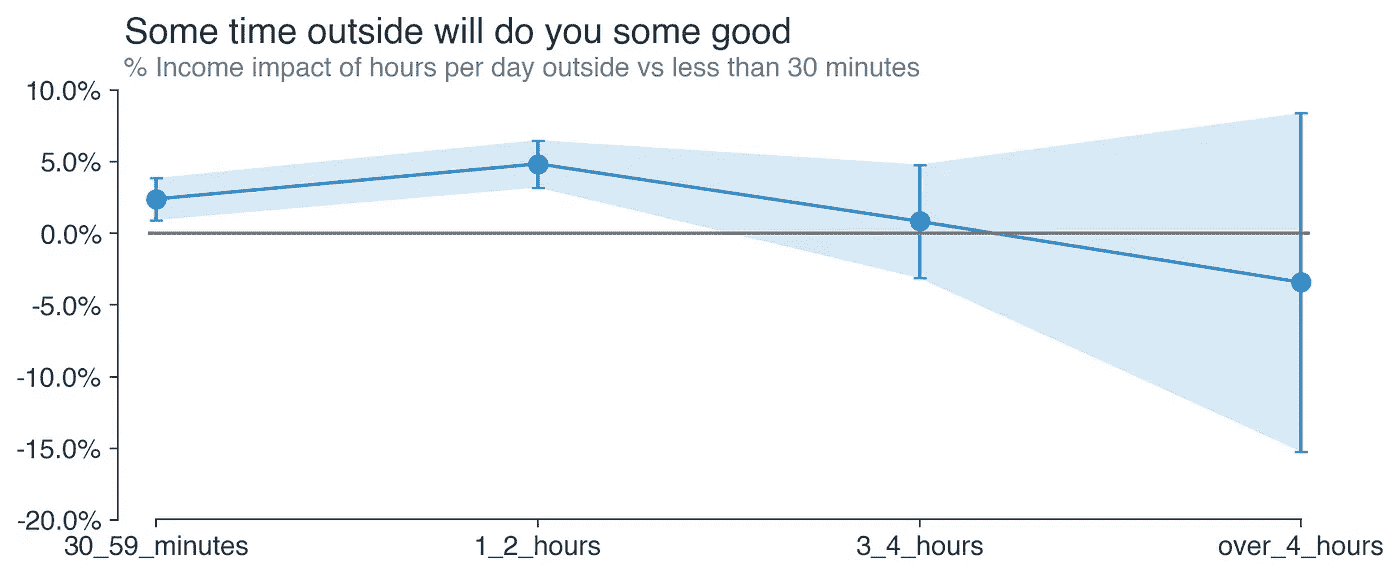 Some time outside will do you some good
% Income impact of hours per day outside vs less than 30 minutes
10.0%
5.0%
0.0%
-5.0%
-10.0%
-15.0%
-20.0%
30_59_minutes 1_2_hours 3_4_hours over_4_hours